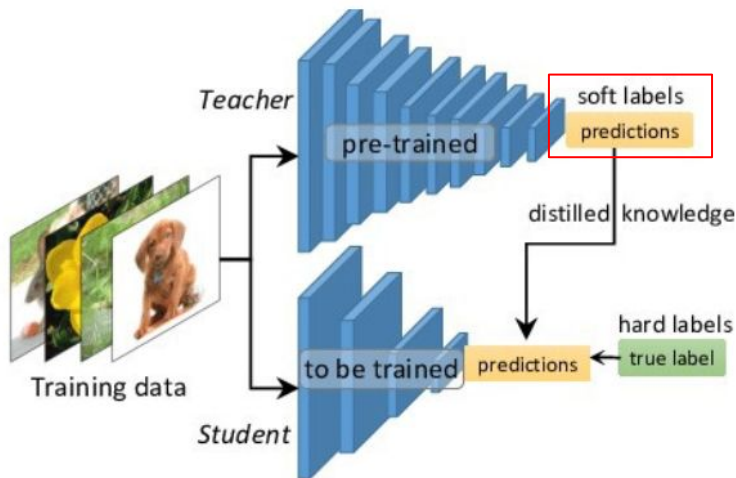 Teacher
pre-trained
soft labels
predictions
distilled knowledge
Training data
Student
to be trained
predictions
hard labels
true label